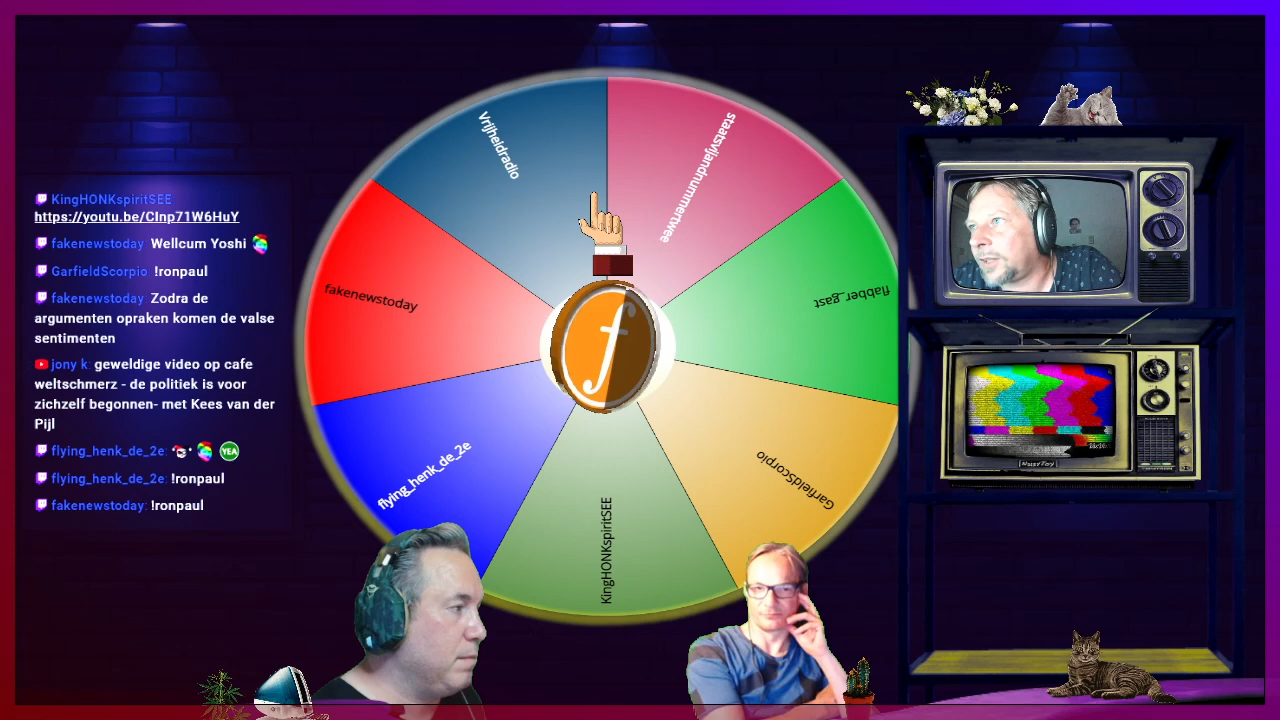 KingHONKspiritSEE
https://youtu.be/CInp71W6HuY
fakenewstoday: Wellcum Yoshi
GarfieldScorpio: !ronpaul
fakenewstoday: Zodra de
argumenten opraken komen de valse
sentimenten
jony k: geweldige video op cafe
weltschmerz - de politiek is voor
zichzelf begonnen- met Kees van der
Pijl
flying_henk_de_2e: YEA
flying_henk_de_2e: !ronpaul
fakenewstoday: !ronpaul
Vrijheidradio
staatsvijandnummertwee
fakenewstoday
flabber_gast
flying_henk_de_2e
GarfieldScorpio
KingHONKspiritSEE
f